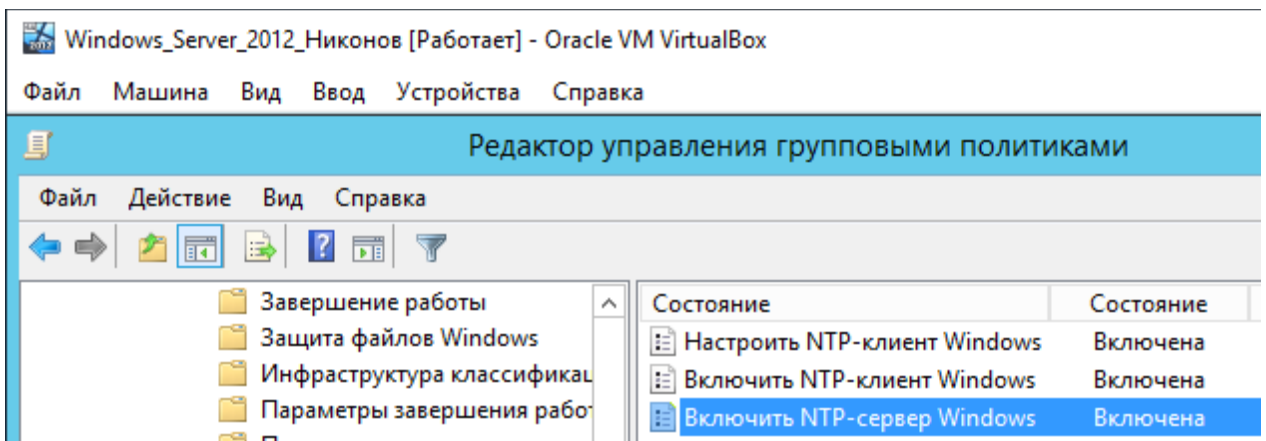 Windows_Server_2012_Никонов [Работает] - Oracle VM VirtualBox
Файл Машина Вид Ввод Устройства Справка
Редактор управления групповыми политиками
Файл Действие Вид Справка
Завершение работы
Защита файлов Windows
Инфраструктура классификац
Параметры завершения работ
Состояние Состояние
Настроить NTP-клиент Windows Включена
Включить NTP-клиент Windows Включена
Включить NTP-сервер Windows Включена